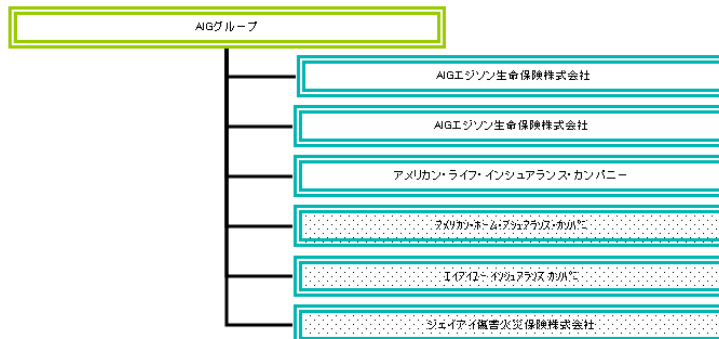 AIGグループ
AIGエジソン生命保険株式会社
AIGエジソン生命保険株式会社
アメリカン・ライフ・インシュアランス・カンパニー
ｱﾒﾘｶﾝ・ﾎｰﾑ・ｱｼｭｱﾗﾝｽ・ｶﾝﾊﾟﾆ
ｴｲｱｲﾕｰ ｲﾝｼｭｱﾗﾝｽ ｶﾝﾊﾟﾆ
ジェイアイ傷害火災保険株式会社